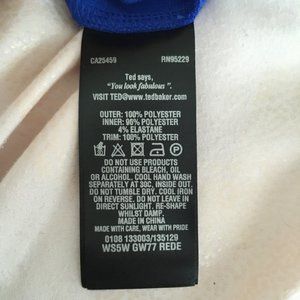 CA25459 RN95229
Ted says,
"You look fabulous".
VISIT TED@www.tedbaker.com
OUTER: 100% POLYESTER
INNER: 96% POLYESTER
4% ELASTANE
TRIM: 100% POLYESTER
DO NOT USE PRODUCTS
CONTAINING BLEACH, OIL
OR ALCOHOL. COOL HAND WASH
SEPARATELY AT 30C, INSIDE OUT.
DO NOT TUMBLE DRY. COOL IRON
ON REVERSE. DO NOT LEAVE IN
DIRECT SUNLIGHT. RE-SHAPE
WHILST DAMP.
MADE IN CHINA
MADE WITH CARE, WEAR WITH PRIDE
0108 133003/135129
WS5W GW77 REDE